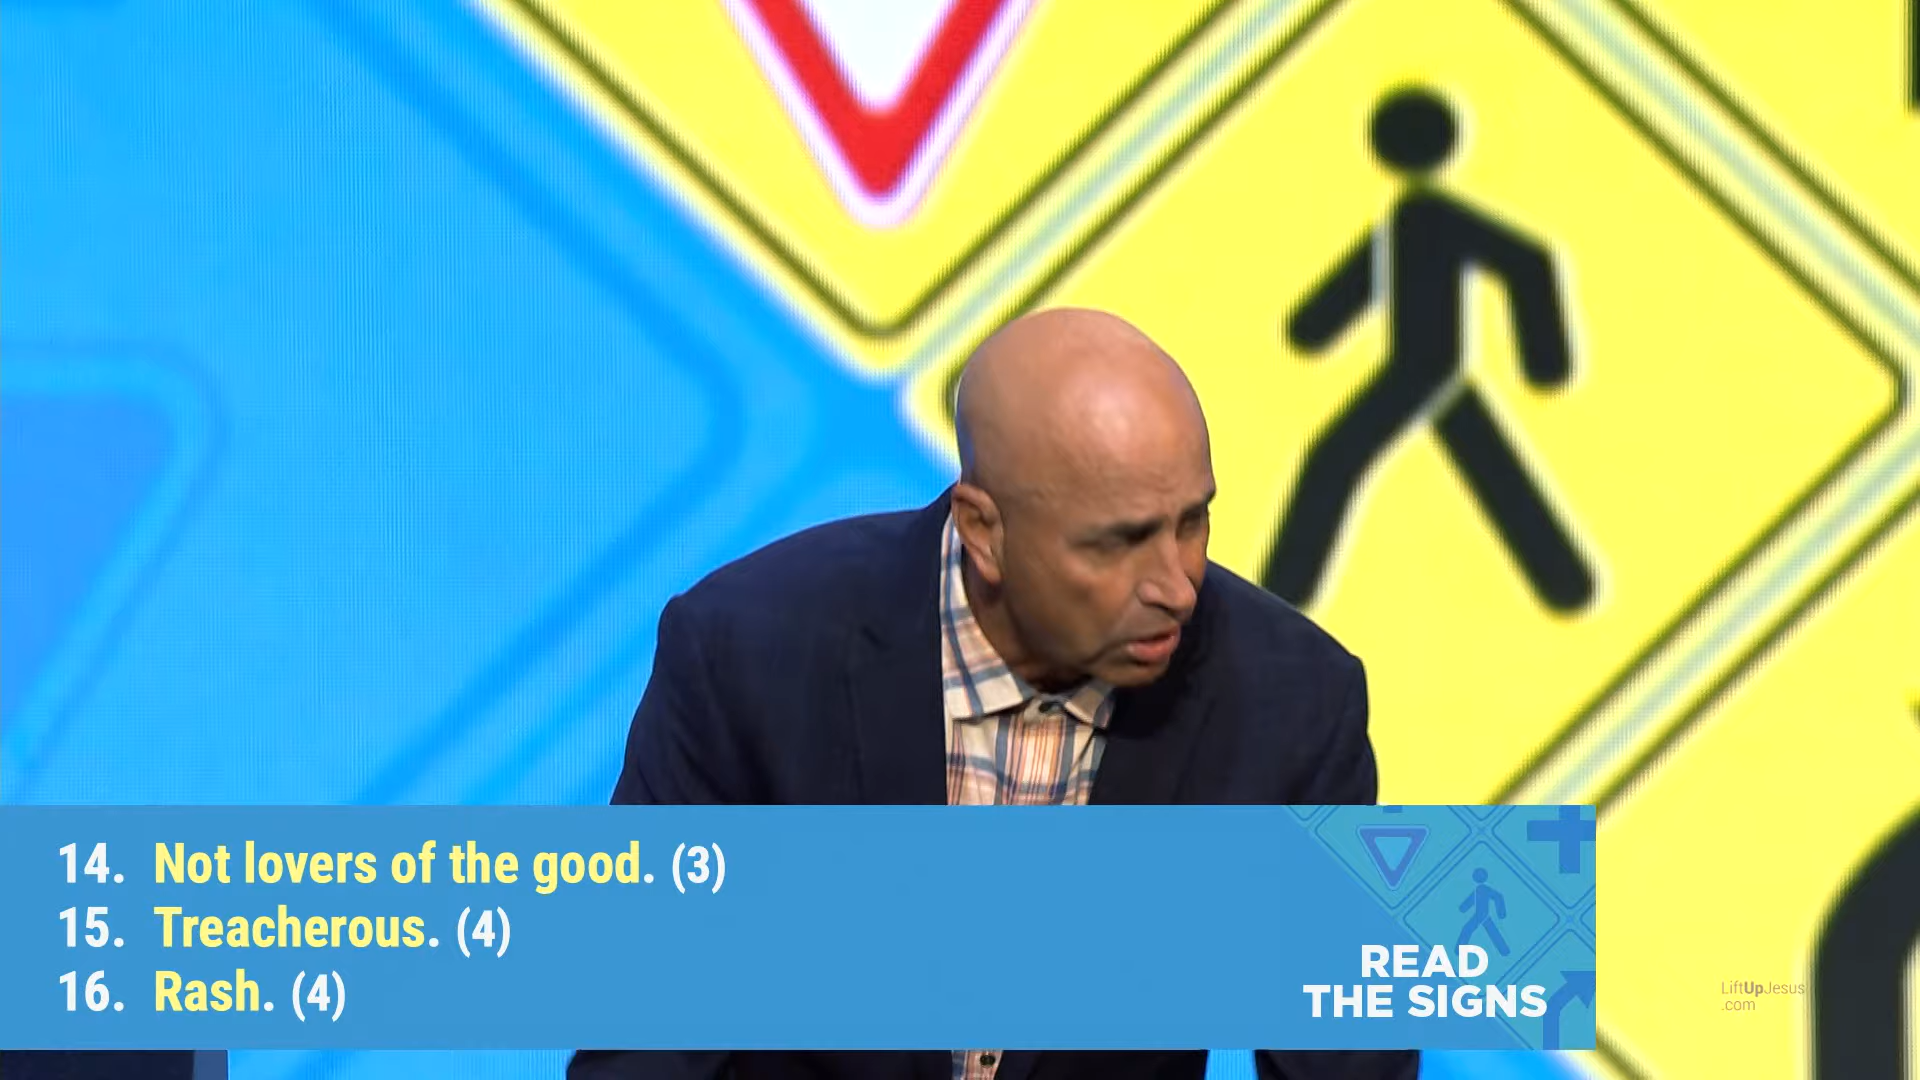 14. Not lovers of the good. (3)
15. Treacherous. (4)
16. Rash. (4)
READ
THE SIGNS
LiftUpJesus
.com